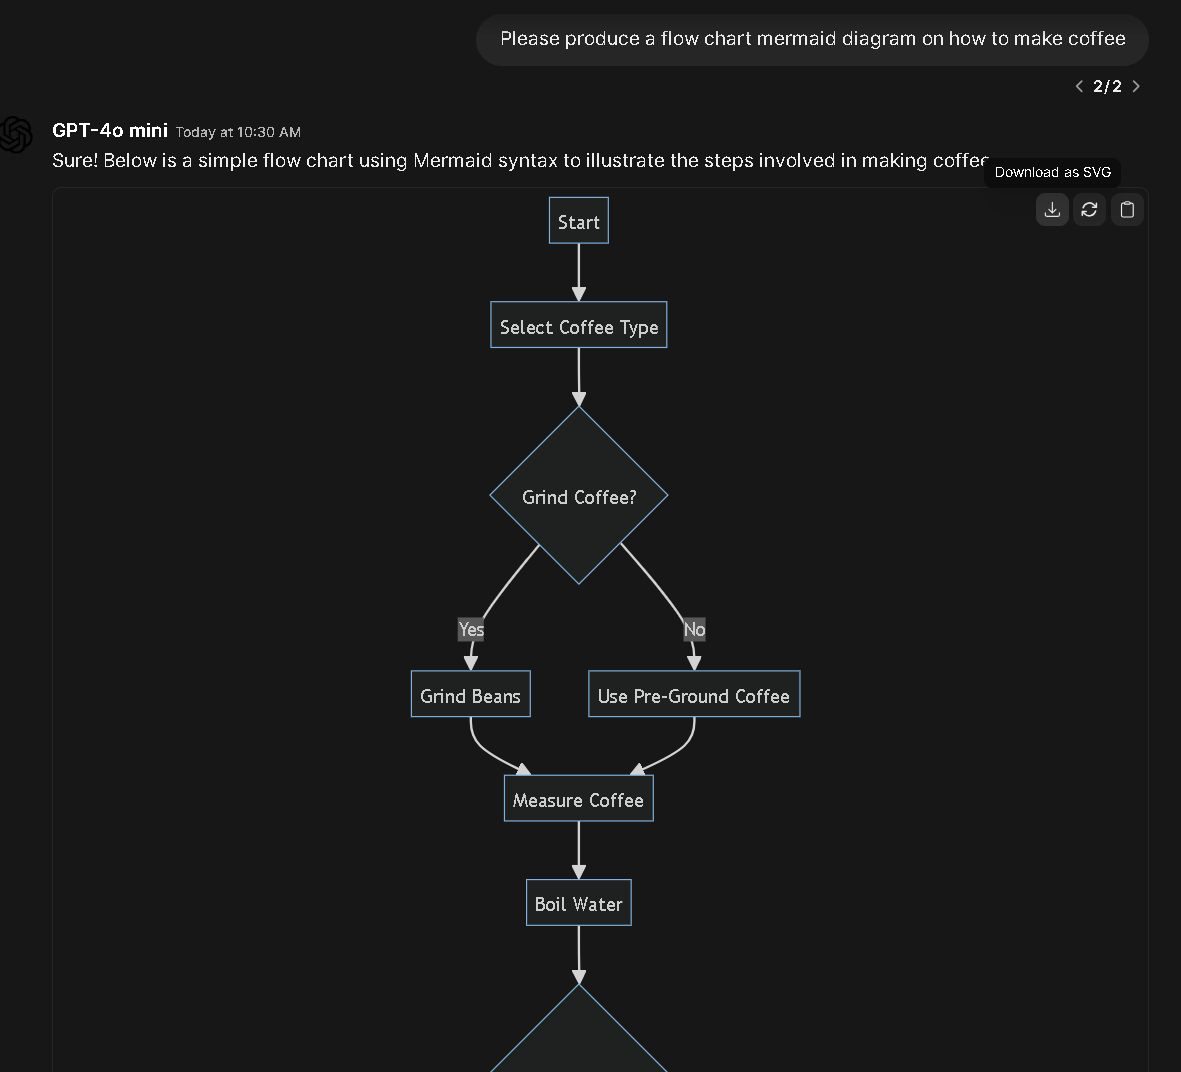 Please produce a flow chart mermaid diagram on how to make coffee
2/2
GPT-4o mini Today at 10:30 AM
Sure! Below is a simple flow chart using Mermaid syntax to illustrate the steps involved in making coffee
Download as SVG
Start
Select Coffee Type
Grind Coffee?
Yes
No
Grind Beans
Use Pre-Ground Coffee
Measure Coffee
Boil Water